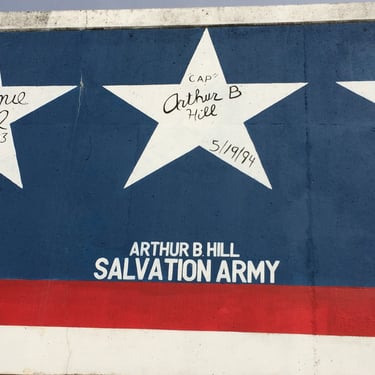 CAPT
Arthur B
Hill
5/19/94
ARTHUR B. HILL
SALVATION ARMY